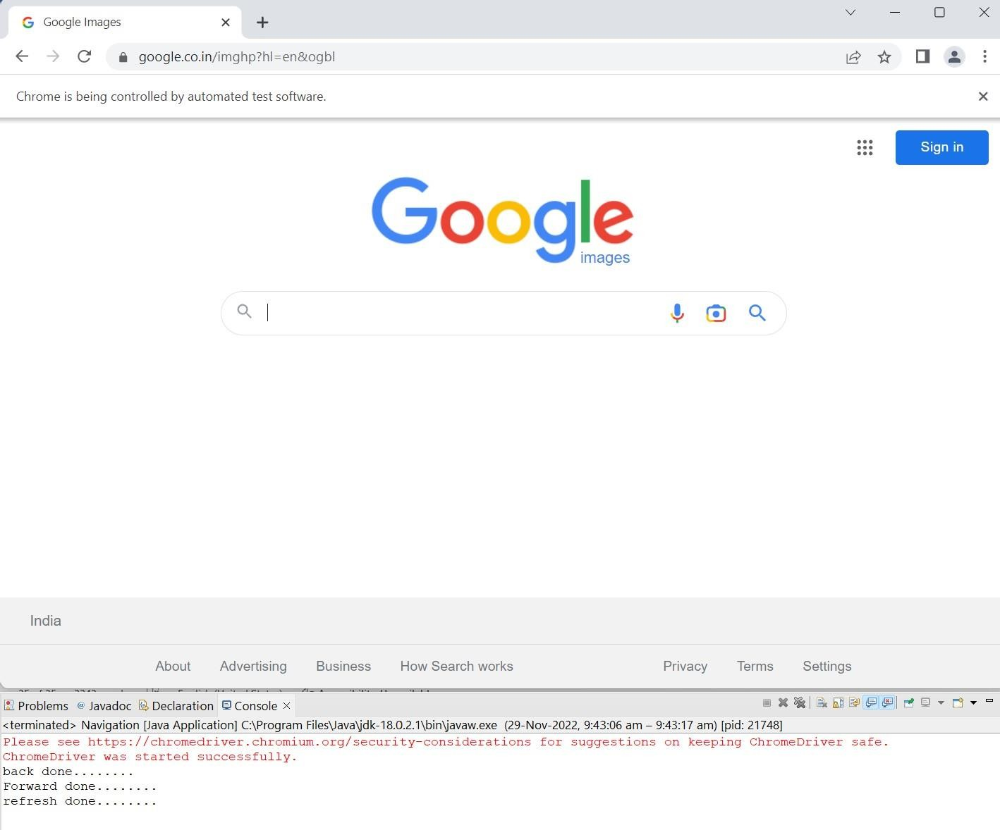 Google Images
google.co.in/imghp?hl=en&ogbl
Chrome is being controlled by automated test software.
Sign in
Google
images
India
About Advertising Business How Search works Privacy Terms Settings
Problems @ Javadoc Declaration Console
<terminated> Navigation [Java Application] C:\Program Files\Java\jdk-18.0.2.1\bin\javaw.exe (29-Nov-2022, 9:43:06 am – 9:43:17 am) [pid: 21748]
Please see https://chromedriver.chromium.org/security-considerations for suggestions on keeping ChromeDriver safe.
ChromeDriver was started successfully.
back done........
Forward done........
refresh done........